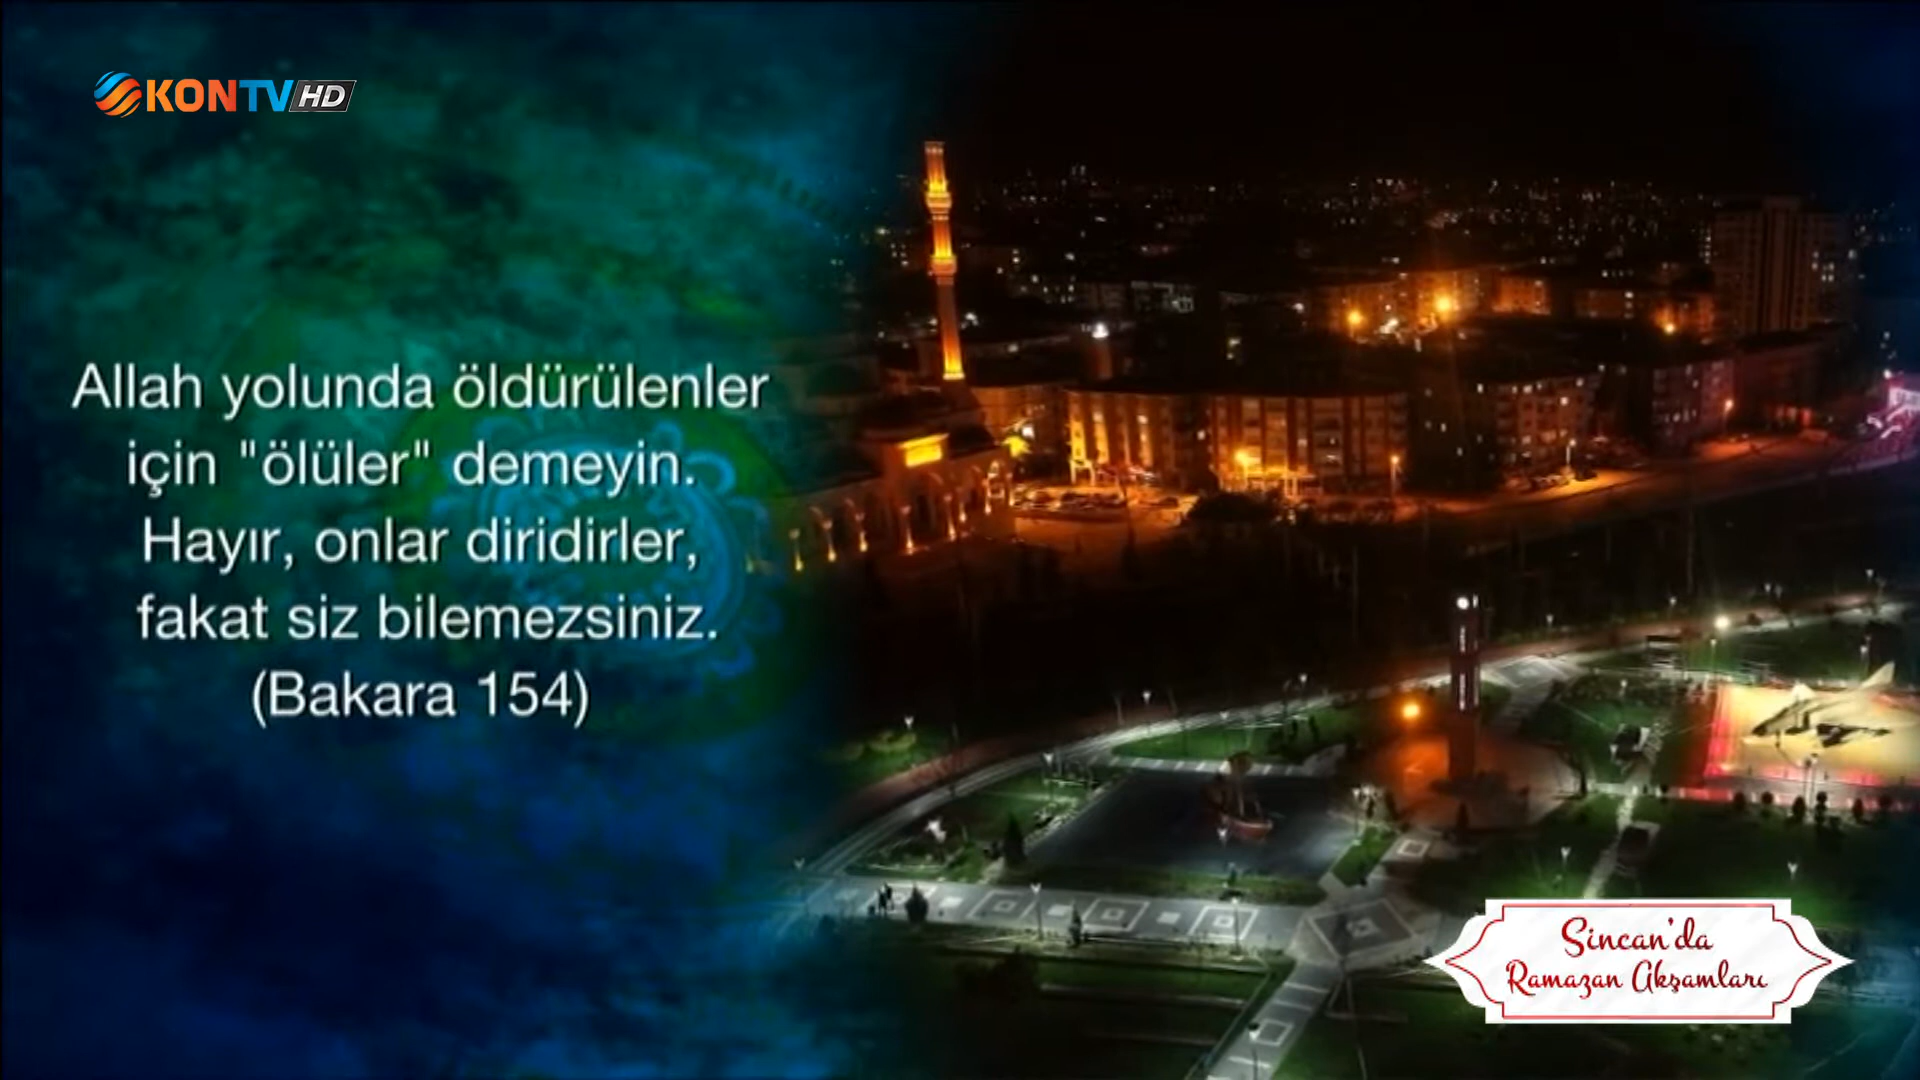 KONTV HD
Allah yolunda öldürülenler
için "ölüler" demeyin.
Hayır, onlar diridirler,
fakat siz bilemezsiniz.
(Bakara 154)
Sincan'da
Ramazan Akşamları